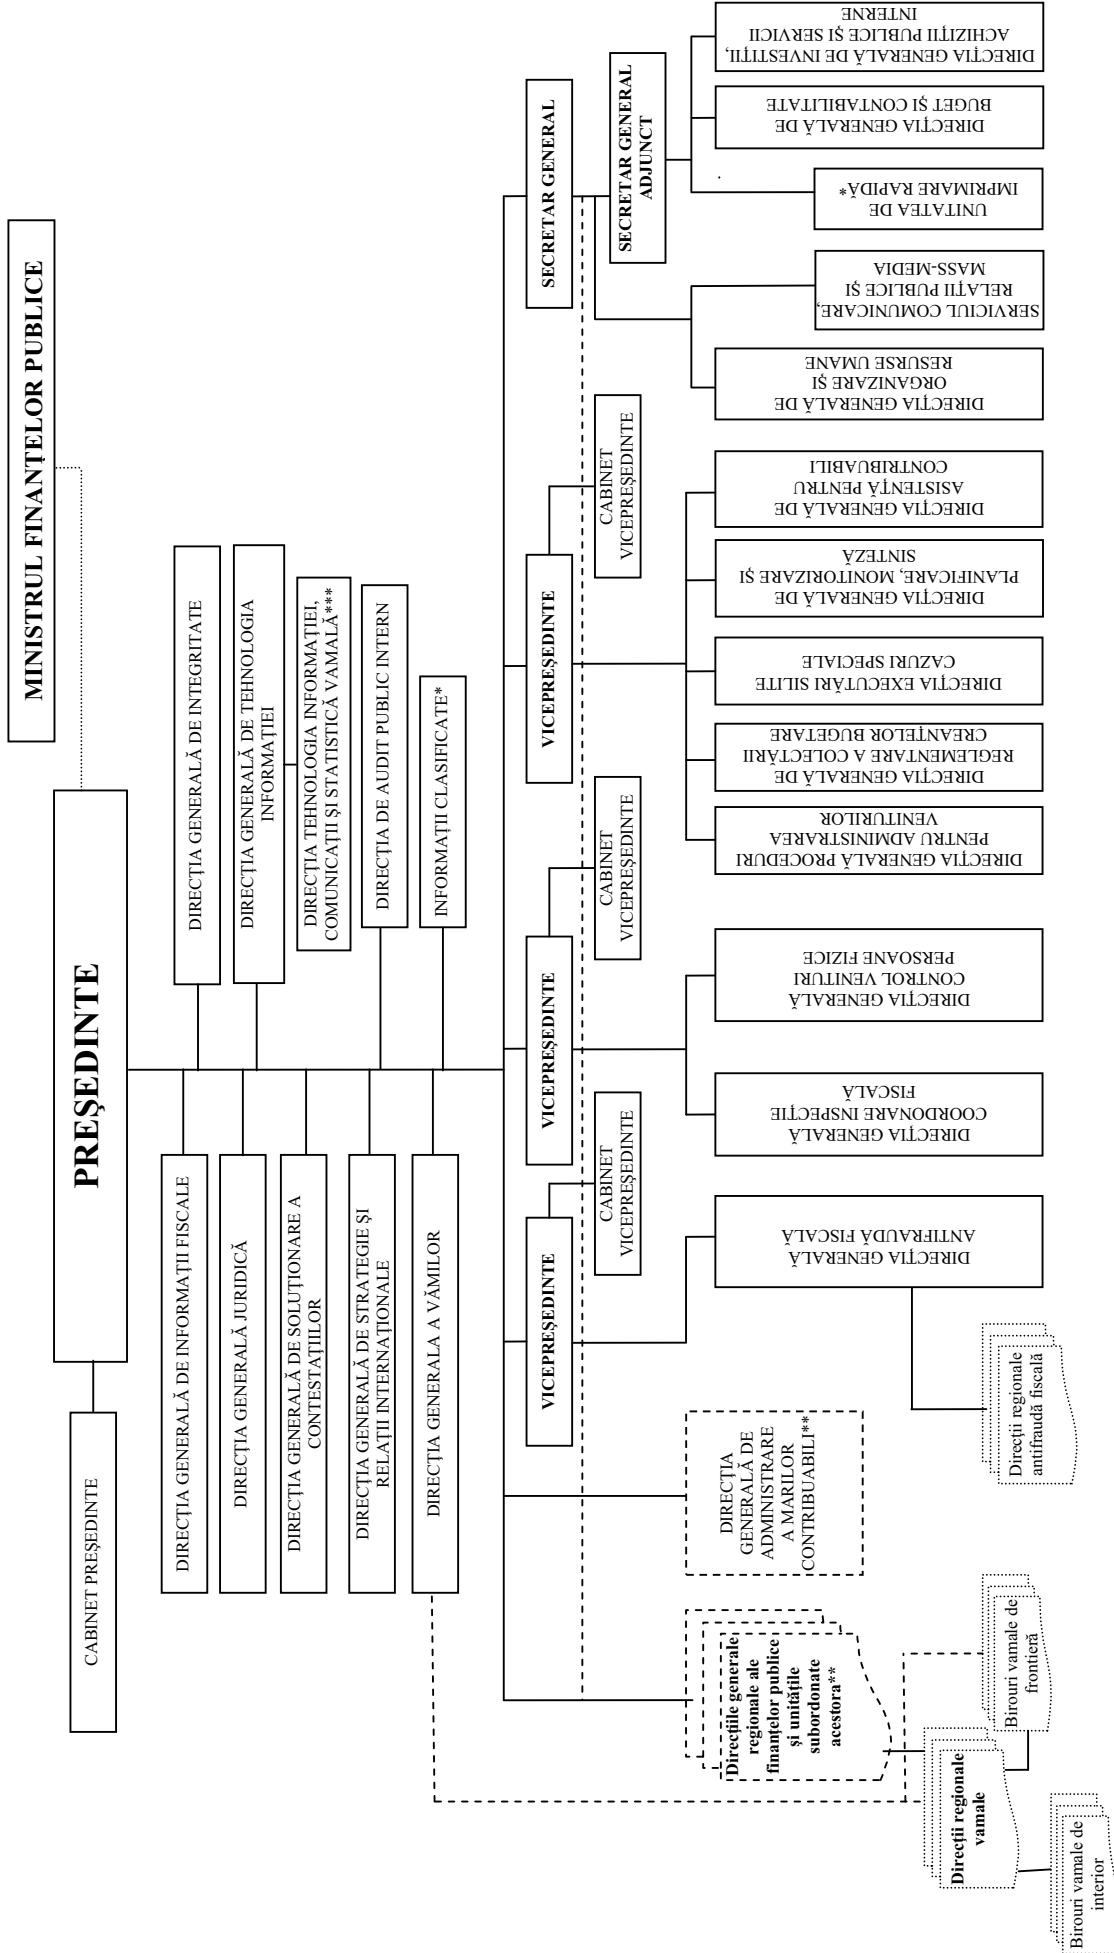 MINISTRUL FINANȚELOR PUBLICE
PREȘEDINTE
CABINET PREȘEDINTE
DIRECȚIA GENERALĂ DE INFORMAȚII FISCALE
DIRECȚIA GENERALĂ JURIDICĂ
DIRECȚIA GENERALĂ DE SOLUȚIONARE A
CONTESTAȚIILOR
DIRECȚIA GENERALĂ DE STRATEGIE ȘI
RELAȚII INTERNAȚIONALE
DIRECȚIA GENERALA A VĂMILOR
DIRECȚIA GENERALĂ DE INTEGRITATE
DIRECȚIA GENERALĂ DE TEHNOLOGIA
INFORMAȚIEI
DIRECȚIA TEHNOLOGIA INFORMAȚIEI,
COMUNICAȚII ȘI STATISTICĂ VAMALĂ***
DIRECȚIA DE AUDIT PUBLIC INTERN
INFORMAȚII CLASIFICATE*
VICEPREȘEDINTE
VICEPREȘEDINTE
VICEPREȘEDINTE
SECRETAR GENERAL
CABINET
VICEPREȘEDINTE
CABINET
VICEPREȘEDINTE
CABINET
VICEPREȘEDINTE
SECRETAR GENERAL
ADJUNCT
Direcțiile generale
regionale ale
finanțelor publice
și unitățile
subordonate
acestora**
DIRECȚIA
GENERALĂ DE
ADMINISTRARE
A MARILOR
CONTRIBUABILI**
DIRECȚIA GENERALĂ
ANTIFRAUDĂ FISCALĂ
DIRECȚIA GENERALĂ
COORDONARE INSPECȚIE
FISCALĂ
DIRECȚIA GENERALĂ
CONTROL VENITURI
PERSOANE FIZICE
DIRECȚIA GENERALĂ PROCEDURI
PENTRU ADMINISTRAREA
VENITURILOR
DIRECȚIA GENERALĂ DE
REGLEMENTARE A COLECTĂRII
CREANȚELOR BUGETARE
DIRECȚIA EXECUTĂRI SILITE
CAZURI SPECIALE
DIRECȚIA GENERALĂ DE
PLANIFICARE, MONITORIZARE ȘI
SINTEZĂ
DIRECȚIA GENERALĂ DE
ASISTENȚĂ PENTRU
CONTRIBUABILI
DIRECȚIA GENERALĂ DE
ORGANIZARE ȘI
RESURSE UMANE
SERVICIUL COMUNICARE,
RELAȚII PUBLICE ȘI
MASS-MEDIA
UNITATEA DE
IMPRIMARE RAPIDĂ*
DIRECȚIA GENERALĂ DE
BUGET ȘI CONTABILITATE
DIRECȚIA GENERALĂ DE INVESTIȚII,
ACHIZIȚII PUBLICE ȘI SERVICII
INTERNE
Direcții regionale
vamale
Birouri vamale de
frontieră
Birouri vamale de
interior
Direcții regionale
antifraudă fiscală